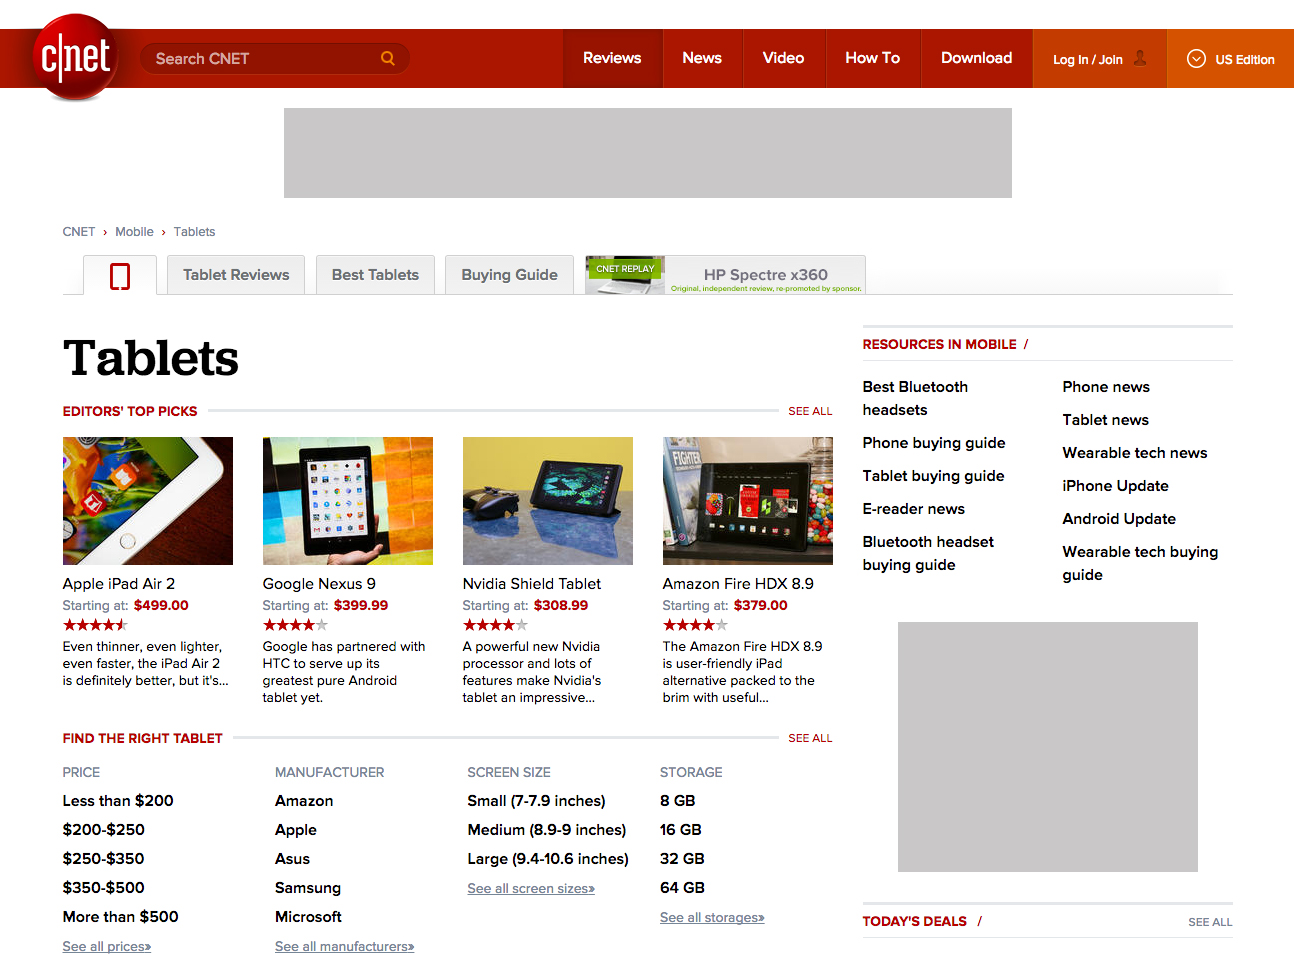 c|net
Search CNET
Reviews
News
Video
How To
Download
Log In / Join
US Edition
CNET › Mobile › Tablets
Tablet Reviews
Best Tablets
Buying Guide
CNET REPLAY
HP Spectre x360
Original, independent review, re-promoted by sponsor.
Tablets
EDITORS' TOP PICKS
SEE ALL
Apple iPad Air 2
Starting at: $499.00
Even thinner, even lighter,
even faster, the iPad Air 2
is definitely better, but it's...
Google Nexus 9
Starting at: $399.99
Google has partnered with
HTC to serve up its
greatest pure Android
tablet yet.
Nvidia Shield Tablet
Starting at: $308.99
A powerful new Nvidia
processor and lots of
features make Nvidia's
tablet an impressive...
FIGHTER
Amazon Fire HDX 8.9
Starting at: $379.00
The Amazon Fire HDX 8.9
is user-friendly iPad
alternative packed to the
brim with useful...
FIND THE RIGHT TABLET
SEE ALL
PRICE
Less than $200
$200-$250
$250-$350
$350-$500
More than $500
See all prices»
MANUFACTURER
Amazon
Apple
Asus
Samsung
Microsoft
See all manufacturers»
SCREEN SIZE
Small (7-7.9 inches)
Medium (8.9-9 inches)
Large (9.4-10.6 inches)
See all screen sizes»
STORAGE
8 GB
16 GB
32 GB
64 GB
See all storages»
RESOURCES IN MOBILE /
Best Bluetooth
headsets
Phone buying guide
Tablet buying guide
E-reader news
Bluetooth headset
buying guide
Phone news
Tablet news
Wearable tech news
iPhone Update
Android Update
Wearable tech buying
guide
TODAY'S DEALS /
SEE ALL